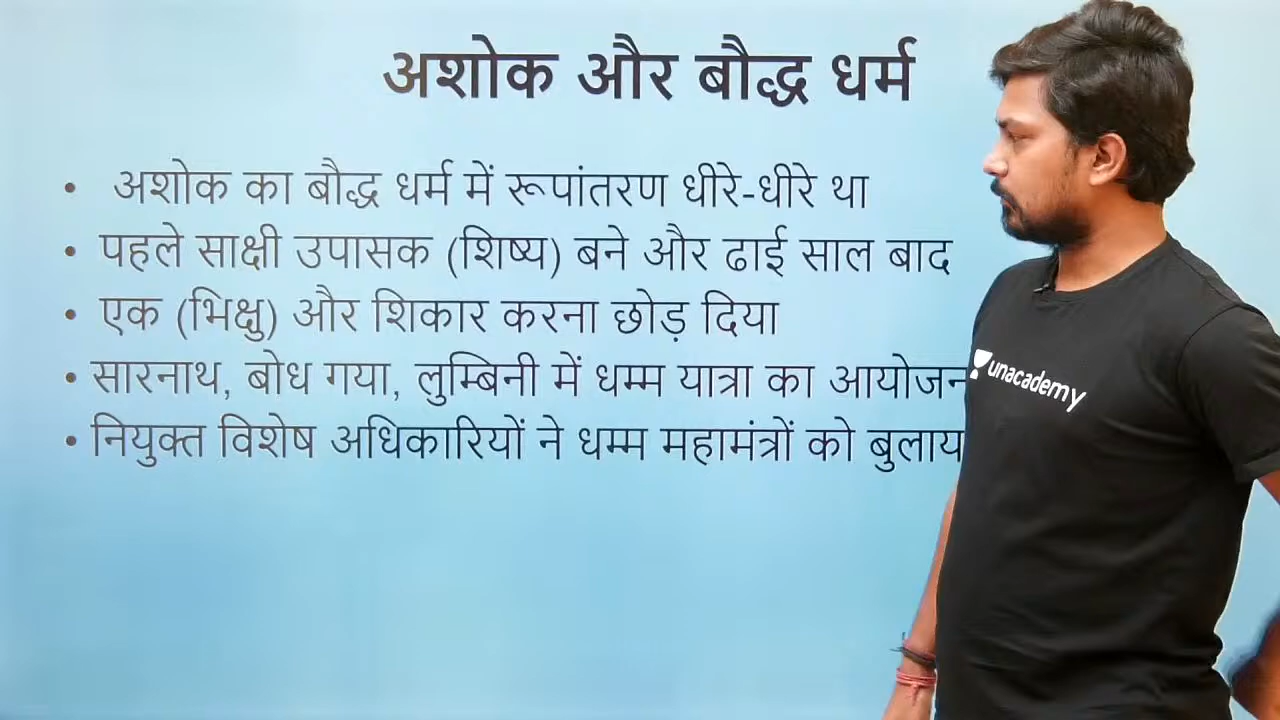 अशोक और बौद्ध धर्म
• अशोक का बौद्ध धर्म में रूपांतरण धीरे-धीरे था
• पहले साक्षी उपासक (शिष्य) बने और ढाई साल बाद
• एक (भिक्षु) और शिकार करना छोड़ दिया
• सारनाथ, बोध गया, लुम्बिनी में धम्म यात्रा का आयोजन
• नियुक्त विशेष अधिकारियों ने धम्म महामंत्रों को
unacademy